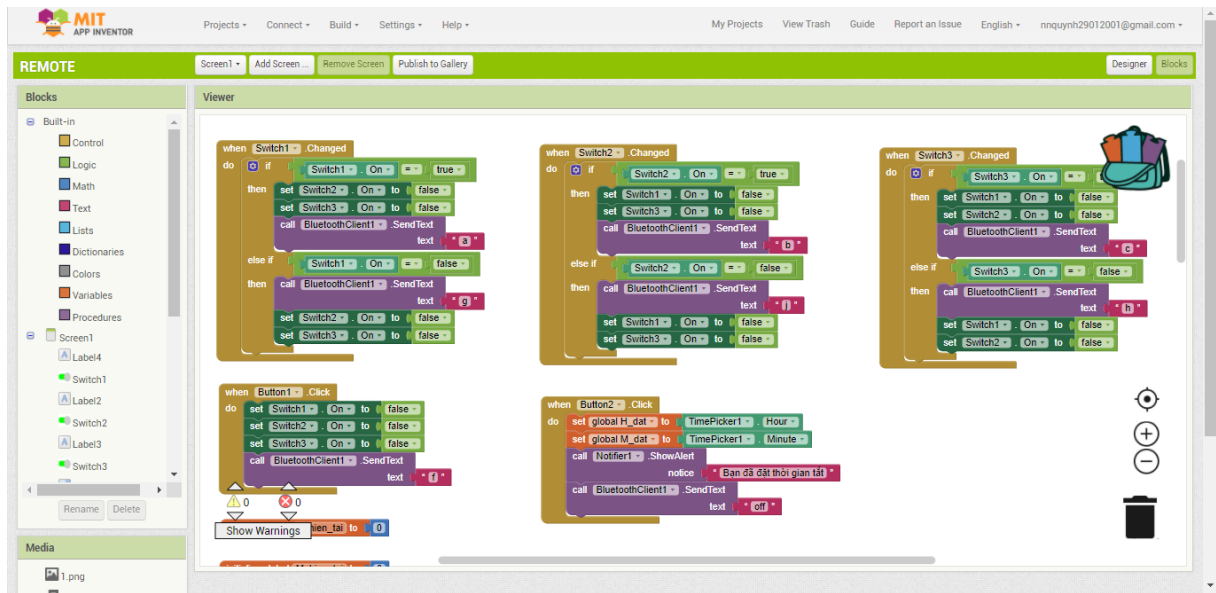 MIT
APP INVENTOR
Projects Connect Build Settings Help
My Projects View Trash Guide Report an Issue English nnquynh29012001@gmail.com
REMOTE
Screen1 Add Screen ... Remove Screen Publish to Gallery
Designer Blocks
Blocks
Built-in
Control
Logic
Math
Text
Lists
Dictionaries
Colors
Variables
Procedures
Screen1
Label4
Switch1
Label2
Switch2
Label3
Switch3
Rename Delete
Media
1.png
Viewer
when Switch1 .Changed
do if Switch1 . On = true
then set Switch2 . On to false
set Switch3 . On to false
call BluetoothClient1 .SendText
text " a "
else if Switch1 . On = false
then call BluetoothClient1 .SendText
text " g "
set Switch2 . On to false
set Switch3 . On to false
when Switch2 .Changed
do if Switch2 . On = true
then set Switch1 . On to false
set Switch3 . On to false
call BluetoothClient1 .SendText
text " b "
else if Switch2 . On = false
then call BluetoothClient1 .SendText
text " j "
set Switch1 . On to false
set Switch3 . On to false
when Switch3 .Changed
do if Switch3 . On =
then set Switch1 . On to false
set Switch2 . On to false
call BluetoothClient1 .SendText
text " c "
else if Switch3 . On = false
then call BluetoothClient1 .SendText
text " h "
set Switch1 . On to false
set Switch2 . On to false
when Button1 .Click
do set Switch1 . On to false
set Switch2 . On to false
set Switch3 . On to false
call BluetoothClient1 .SendText
text " f "
0 0
Show Warnings
hien_tai to 0
when Button2 .Click
do set global H_dat to TimePicker1 . Hour
set global M_dat to TimePicker1 . Minute
call Notifier1 .ShowAlert
notice " Bạn đã đặt thời gian tắt "
call BluetoothClient1 .SendText
text " off "